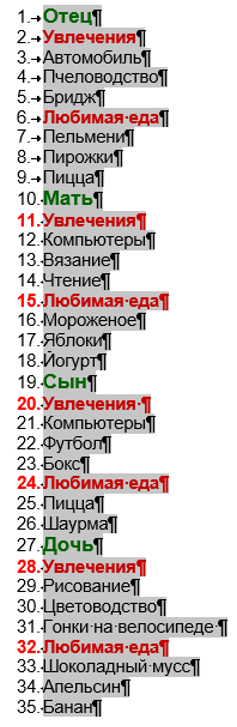 1. Отец
2. Увлечения
3. Автомобиль
4. Пчеловодство
5. Бридж
6. Любимая еда
7. Пельмени
8. Пирожки
9. Пицца
10. Мать
11. Увлечения
12. Компьютеры
13. Вязание
14. Чтение
15. Любимая еда
16. Мороженое
17. Яблоки
18. Йогурт
19. Сын
20. Увлечения
21. Компьютеры
22. Футбол
23. Бокс
24. Любимая еда
25. Пицца
26. Шаурма
27. Дочь
28. Увлечения
29. Рисование
30. Цветоводство
31. Гонки на велосипеде
32. Любимая еда
33. Шоколадный мусс
34. Апельсин
35. Банан